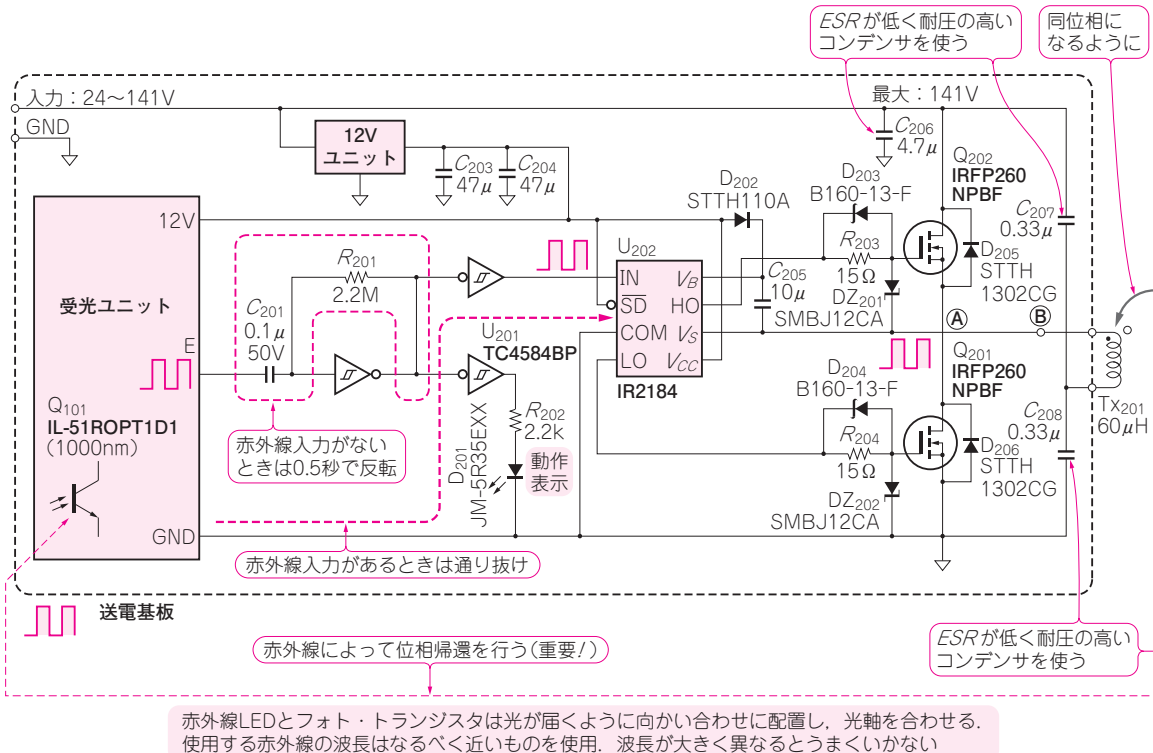 ESRが低く耐圧の高い
コンデンサを使う
同位相に
なるように
入力：24～141V
最大：141V
GND
12V
ユニット
C203
47μ
C204
47μ
C206
4.7μ
Q202
IRFP260
NPBF
D202
STTH110A
D203
B160-13-F
C207
0.33μ
12V
U202
R201
2.2M
IN
VB
SD
HO
COM
VS
LO
VCC
IR2184
C205
10μ
R203
15Ω
DZ201
SMBJ12CA
D205
STTH
1302CG
受光ユニット
C201
0.1μ
50V
E
U201
TC4584BP
A
B
Q201
IRFP260
NPBF
D204
B160-13-F
Q101
IL-51ROPT1D1
(1000nm)
赤外線入力がない
ときは0.5秒で反転
R202
2.2k
D201
JM-5R35EXX
動作
表示
R204
15Ω
DZ202
SMBJ12CA
D206
STTH
1302CG
C208
0.33μ
Tx201
60μH
GND
赤外線入力があるときは通り抜け
送電基板
赤外線によって位相帰還を行う(重要！)
ESRが低く耐圧の高い
コンデンサを使う
赤外線LEDとフォト・トランジスタは光が届くように向かい合わせに配置し，光軸を合わせる．
使用する赤外線の波長はなるべく近いものを使用．波長が大きく異なるとうまくいかない